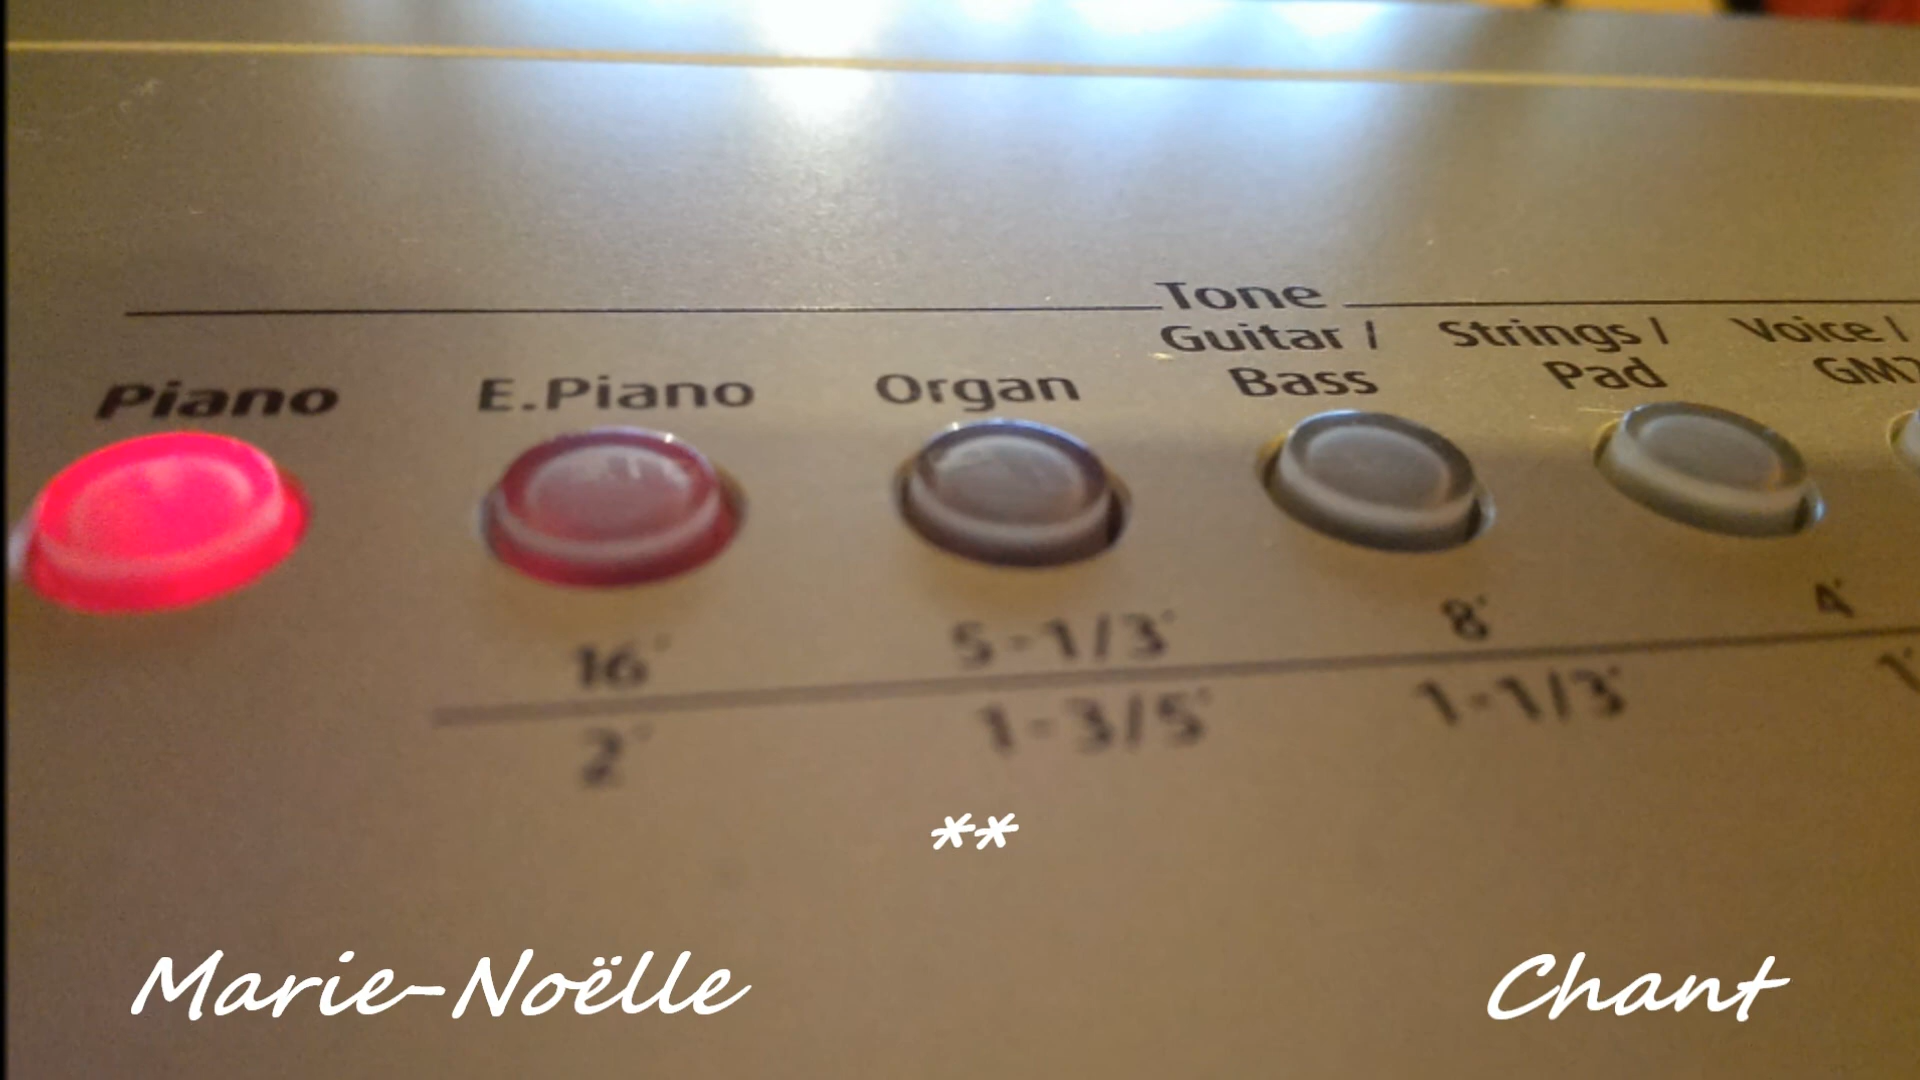 Tone
Piano E.Piano Organ Guitar / Bass Strings / Pad Voice /
16' 5-1/3' 8' 4'
2' 1-3/5' 1-1/3'
**
Marie-Noëlle Chant